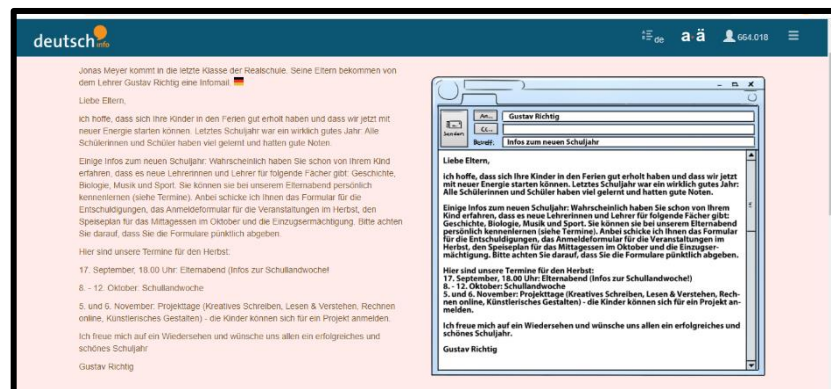 deutsch.info
de
a ä
664.018
Jonas Meyer kommt in die letzte Klasse der Realschule. Seine Eltern bekommen von
dem Lehrer Gustav Richtig eine Infomail.
Liebe Eltern,
ich hoffe, dass sich Ihre Kinder in den Ferien gut erholt haben und dass wir jetzt mit
neuer Energie starten können. Letztes Schuljahr war ein wirklich gutes Jahr: Alle
Schülerinnen und Schüler haben viel gelernt und hatten gute Noten.
Einige Infos zum neuen Schuljahr: Wahrscheinlich haben Sie schon von Ihrem Kind
erfahren, dass es neue Lehrerinnen und Lehrer für folgende Fächer gibt: Geschichte,
Biologie, Musik und Sport. Sie können sie bei unserem Elternabend persönlich
kennenlernen (siehe Termine). Anbei schicke ich Ihnen das Formular für die
Entschuldigungen, das Anmeldeformular für die Veranstaltungen im Herbst, den
Speiseplan für das Mittagessen im Oktober und die Einzugsermächtigung. Bitte achten
Sie darauf, dass Sie die Formulare pünktlich abgeben.
Hier sind unsere Termine für den Herbst:
17. September, 18.00 Uhr: Elternabend (Infos zur Schullandwoche!
8. - 12. Oktober: Schullandwoche
5. und 6. November: Projekttage (Kreatives Schreiben, Lesen & Verstehen, Rechnen
online, Künstlerisches Gestalten) - die Kinder können sich für ein Projekt anmelden.
Ich freue mich auf ein Wiedersehen und wünsche uns allen ein erfolgreiches und
schönes Schuljahr
Gustav Richtig
Senden
An...
Gustav Richtig
CC...
Betreff:
Infos zum neuen Schuljahr
Liebe Eltern,
ich hoffe, dass sich Ihre Kinder in den Ferien gut erholt haben und dass wir jetzt
mit neuer Energie starten können. Letztes Schuljahr war ein wirklich gutes Jahr:
Alle Schülerinnen und Schüler haben viel gelernt und hatten gute Noten.
Einige Infos zum neuen Schuljahr: Wahrscheinlich haben Sie schon von Ihrem
Kind erfahren, dass es neue Lehrerinnen und Lehrer für folgende Fächer gibt:
Geschichte, Biologie, Musik und Sport. Sie können sie bei unserem Elternabend
persönlich kennenlernen (siehe Termine). Anbei schicke ich Ihnen das Formular
für die Entschuldigungen, das Anmeldeformular für die Veranstaltungen im
Herbst, den Speiseplan für das Mittagessen im Oktober und die Einzugser-
mächtigung. Bitte achten Sie darauf, dass Sie die Formulare pünktlich abgeben.
Hier sind unsere Termine für den Herbst:
17. September, 18.00 Uhr: Elternabend (Infos zur Schullandwoche!)
8. - 12. Oktober: Schullandwoche
5. und 6. November: Projekttage (Kreatives Schreiben, Lesen & Verstehen, Rech-
nen online, Künstlerisches Gestalten) - die Kinder können sich für ein Projekt an-
melden.
Ich freue mich auf ein Wiedersehen und wünsche uns allen ein erfolgreiches und
schönes Schuljahr.
Gustav Richtig